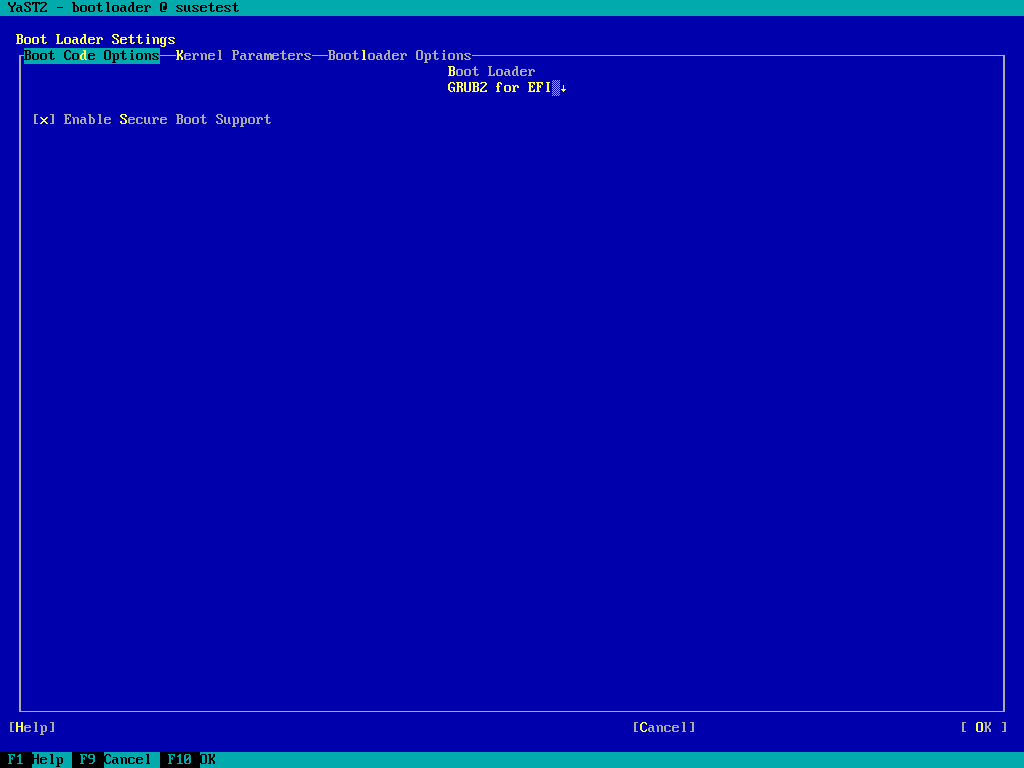 YaST2 - bootloader @ susetest
Boot Loader Settings
Boot Code Options Kernel Parameters Bootloader Options
Boot Loader
GRUB2 for EFI↓
[x] Enable Secure Boot Support
[Help] [Cancel] [ OK ]
F1 Help F9 Cancel F10 OK